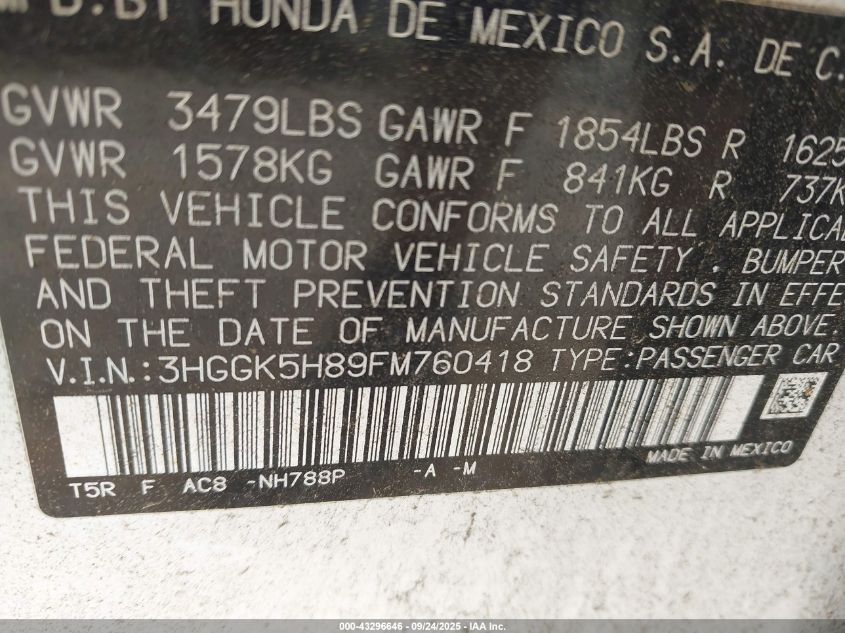 MFD.BY HONDA DE MEXICO S.A. DE C.
GVWR 3479LBS GAWR F 1854LBS R 1625
GVWR 1578KG GAWR F 841KG R 737K
THIS VEHICLE CONFORMS TO ALL APPLICA
FEDERAL MOTOR VEHICLE SAFETY , BUMPER
AND THEFT PREVENTION STANDARDS IN EFFE
ON THE DATE OF MANUFACTURE SHOWN ABOVE.
V.I.N.:3HGGK5H89FM760418 TYPE:PASSENGER CAR
MADE IN MEXICO
T5R F AC8 -NH788P -A -M
000-43296646 - 09/24/2025 - IAA Inc.